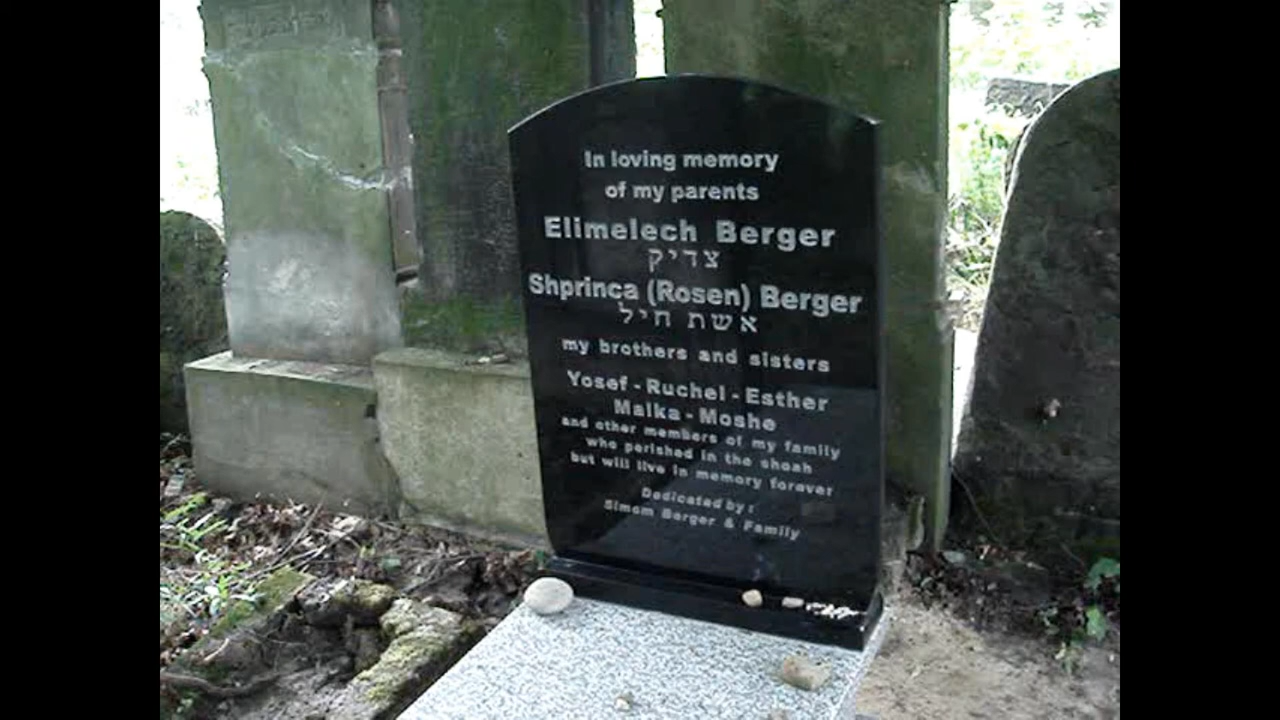 In loving memory
of my parents
Elimelech Berger
צדיק
Shprinca (Rosen) Berger
אשת חיל
my brothers and sisters
Yosef - Ruchel - Esther
Malka - Moshe
and other members of my family
who perished in the shoah
but will live in memory forever
Dedicated by:
Simom Berger & Family